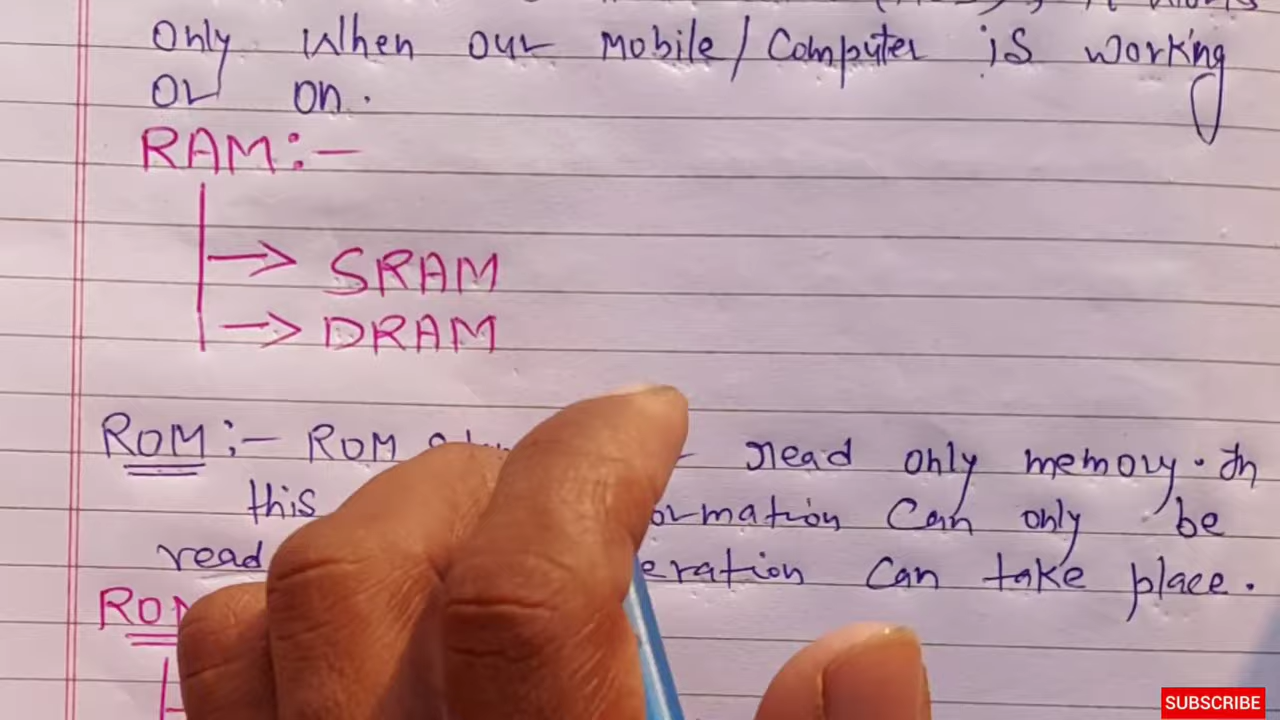 only when our mobile/computer is working
or on.
RAM:-
→ SRAM
→ DRAM
ROM:- ROM read only memory. In
this ormation can only be
read eration can take place.
ROM
SUBSCRIBE